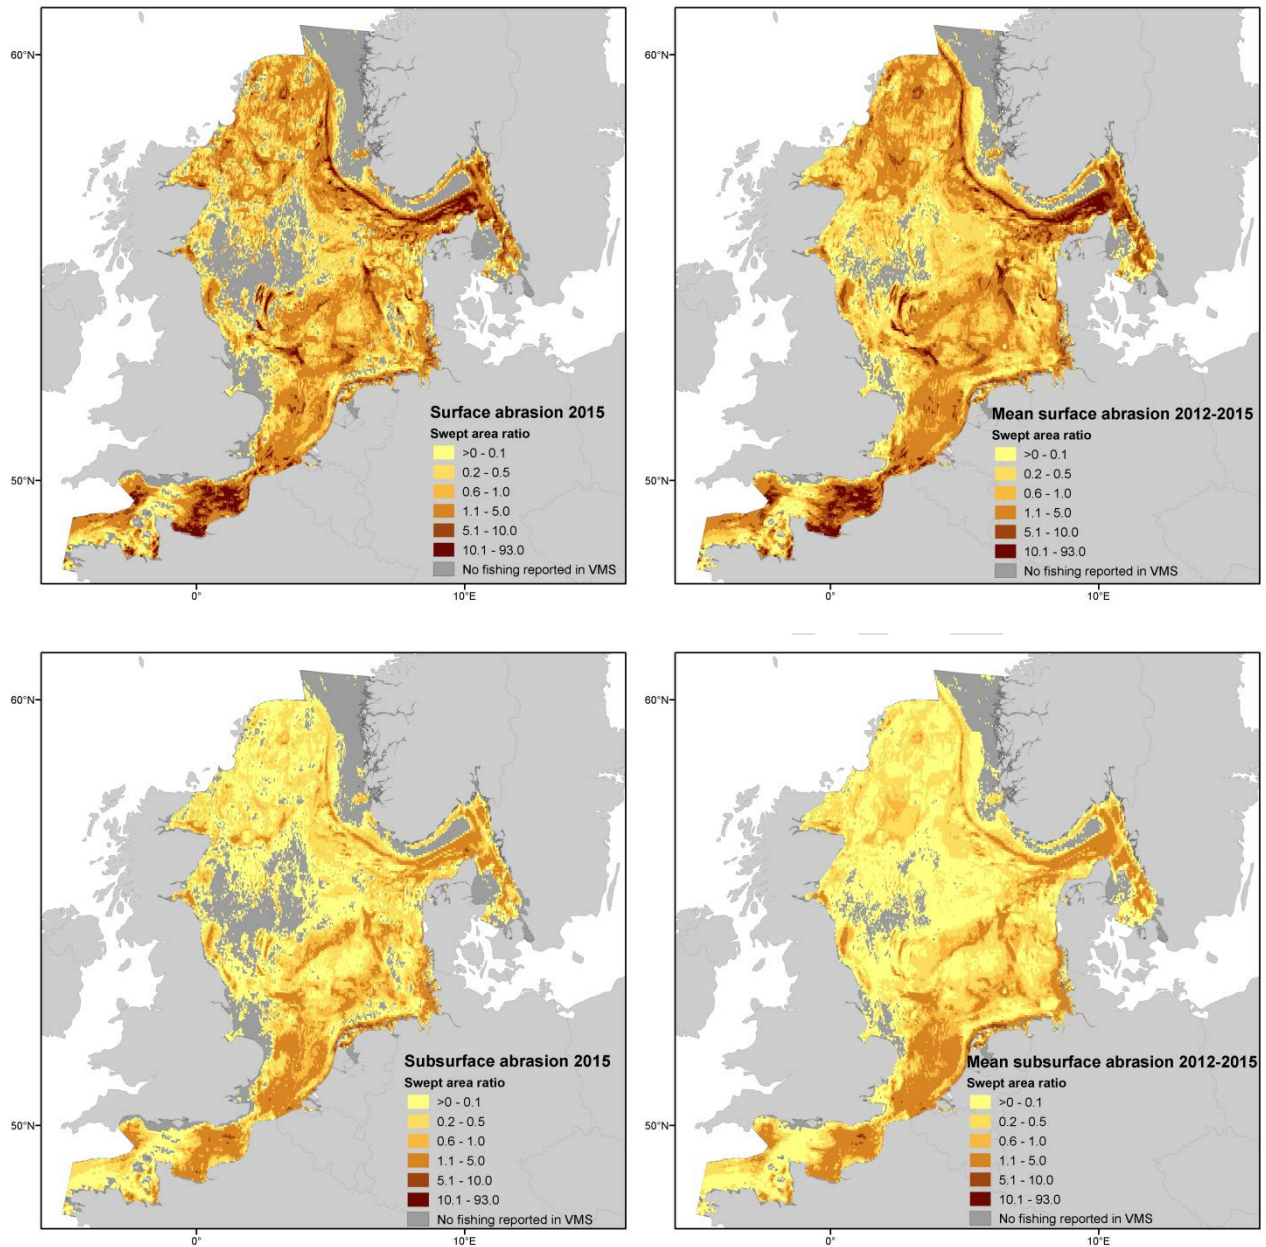 60°N
50°N
0°
10°E
Surface abrasion 2015
Swept area ratio
>0 - 0.1
0.2 - 0.5
0.6 - 1.0
1.1 - 5.0
5.1 - 10.0
10.1 - 93.0
No fishing reported in VMS
60°N
50°N
0°
10°E
Mean surface abrasion 2012-2015
Swept area ratio
>0 - 0.1
0.2 - 0.5
0.6 - 1.0
1.1 - 5.0
5.1 - 10.0
10.1 - 93.0
No fishing reported in VMS
60°N
50°N
0°
10°E
Subsurface abrasion 2015
Swept area ratio
>0 - 0.1
0.2 - 0.5
0.6 - 1.0
1.1 - 5.0
5.1 - 10.0
10.1 - 93.0
No fishing reported in VMS
60°N
50°N
0°
10°E
Mean subsurface abrasion 2012-2015
Swept area ratio
>0 - 0.1
0.2 - 0.5
0.6 - 1.0
1.1 - 5.0
5.1 - 10.0
10.1 - 93.0
No fishing reported in VMS